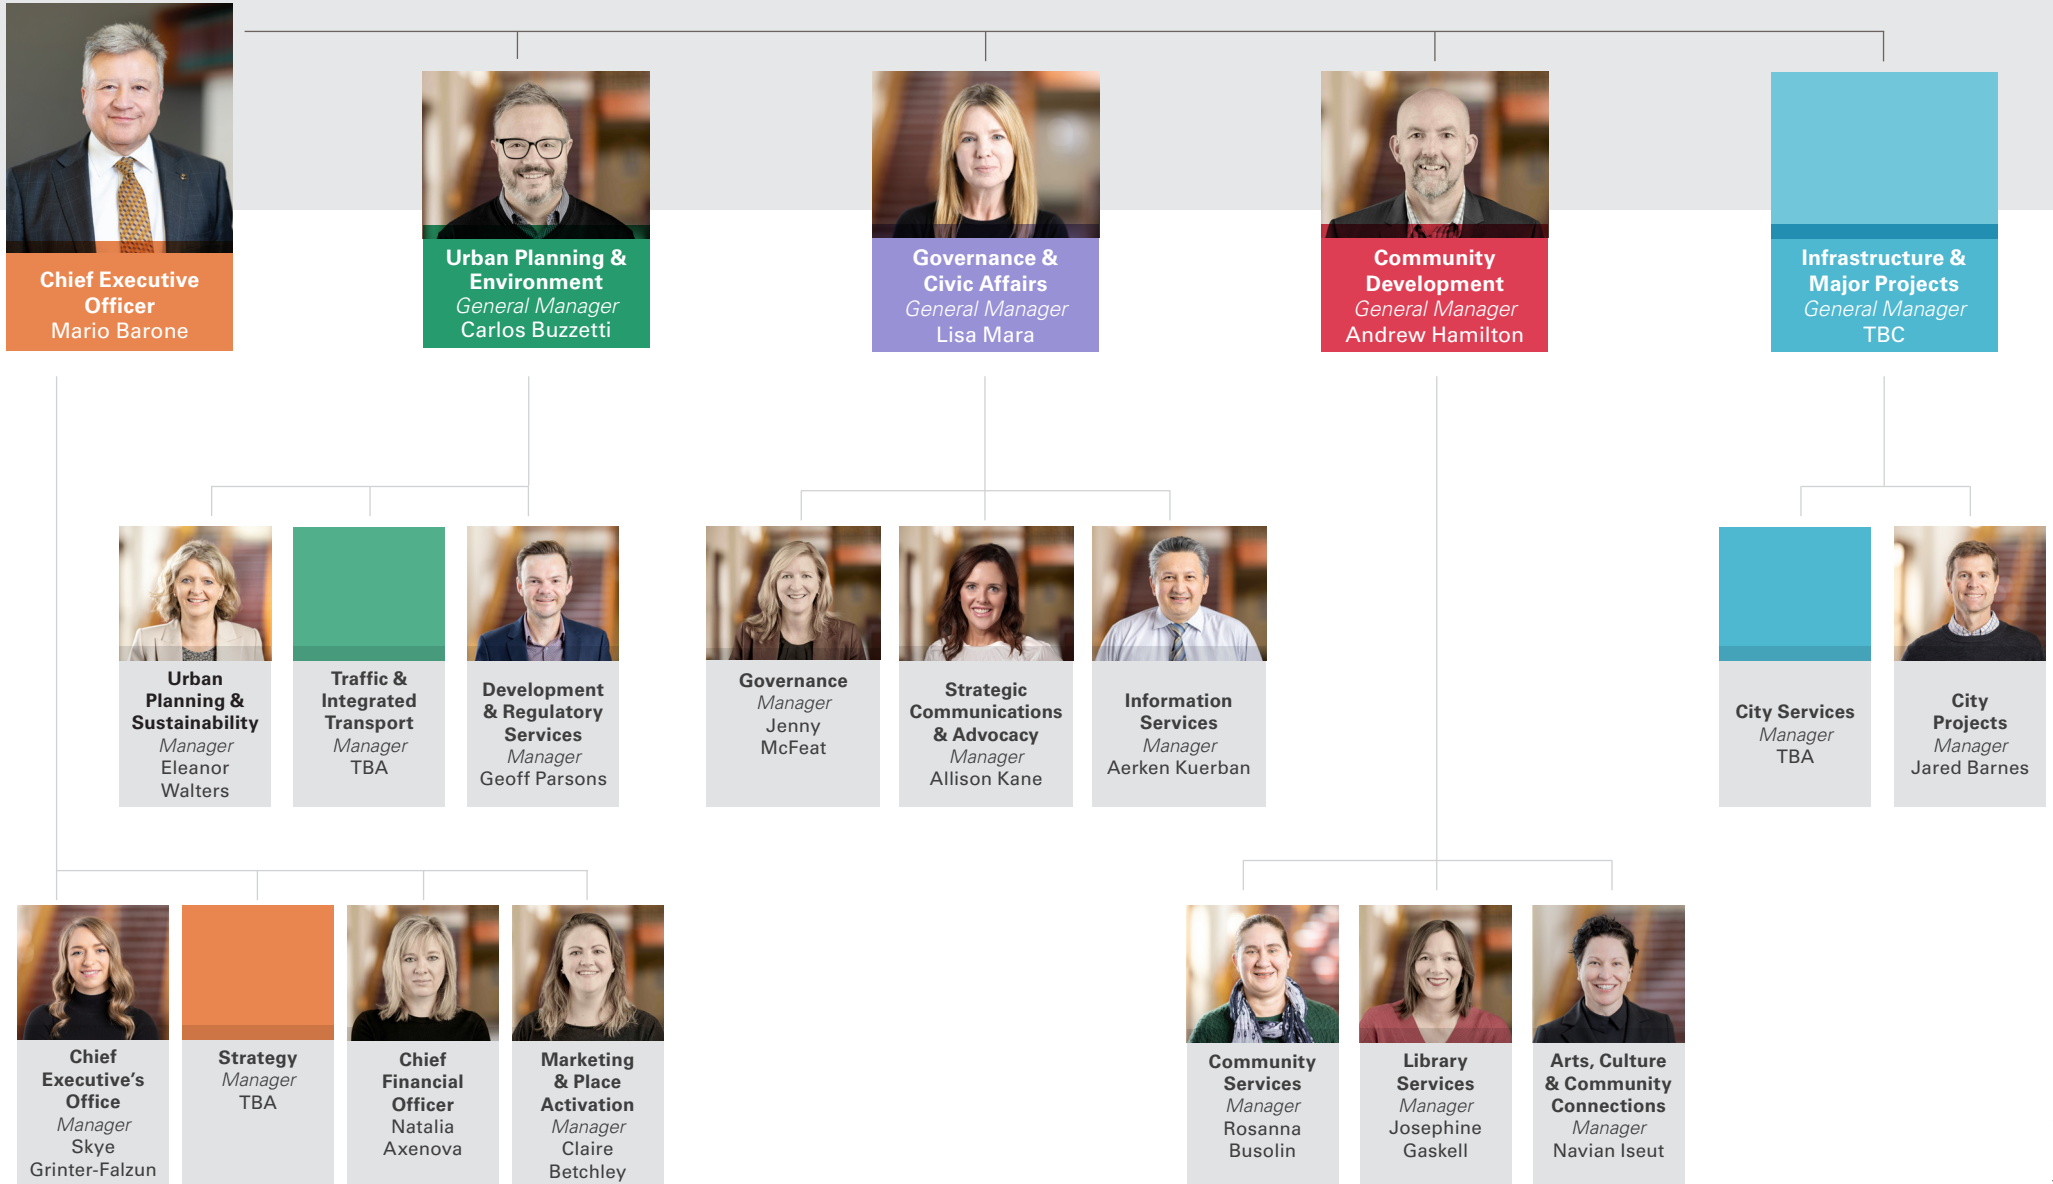 Chief Executive
Officer
Mario Barone
Urban Planning &
Environment
General Manager
Carlos Buzzetti
Governance &
Civic Affairs
General Manager
Lisa Mara
Community
Development
General Manager
Andrew Hamilton
Infrastructure &
Major Projects
General Manager
TBC
Urban
Planning &
Sustainability
Manager
Eleanor
Walters
Traffic &
Integrated
Transport
Manager
TBA
Development
& Regulatory
Services
Manager
Geoff Parsons
Governance
Manager
Jenny
McFeat
Strategic
Communications
& Advocacy
Manager
Allison Kane
Information
Services
Manager
Aerken Kuerban
City Services
Manager
TBA
City
Projects
Manager
Jared Barnes
Chief
Executive’s
Office
Manager
Skye
Grinter-Falzun
Strategy
Manager
TBA
Chief
Financial
Officer
Natalia
Axenova
Marketing
& Place
Activation
Manager
Claire
Betchley
Community
Services
Manager
Rosanna
Busolin
Library
Services
Manager
Josephine
Gaskell
Arts, Culture
& Community
Connections
Manager
Navian Iseut